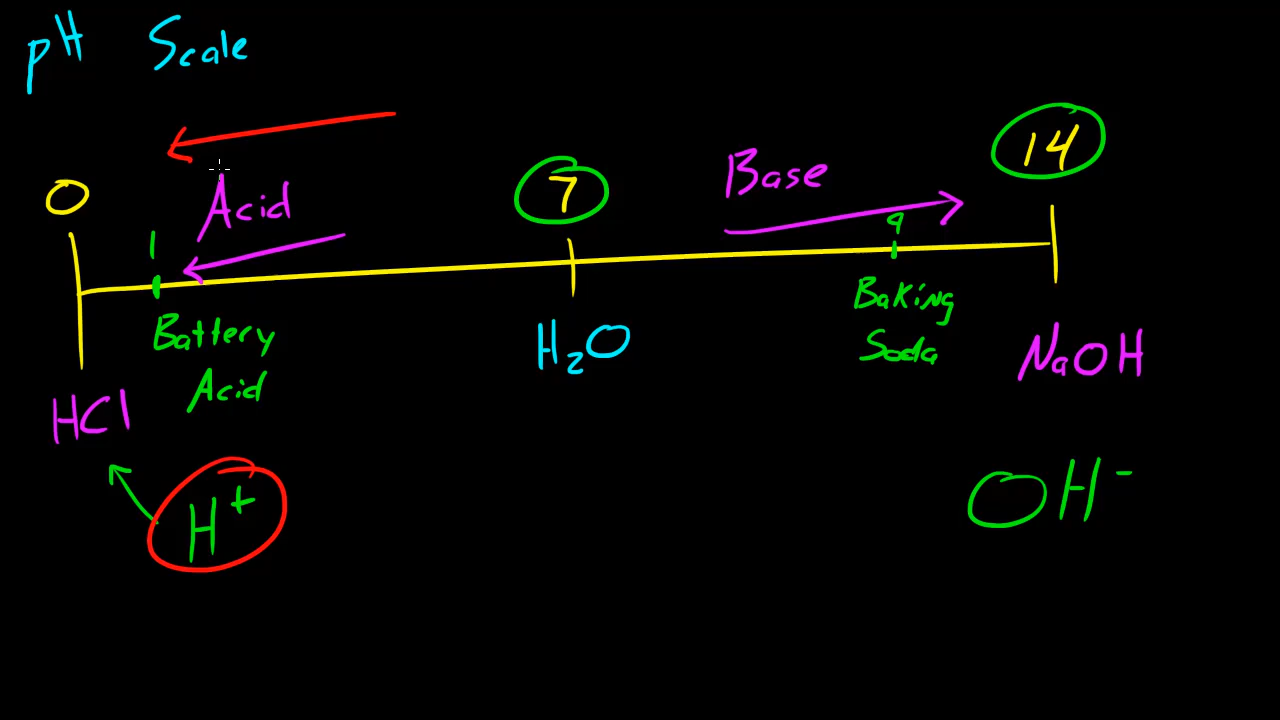 pH Scale
0
Acid
7
Base
14
1
9
Battery
Acid
H2O
Baking
Soda
NaOH
HCl
H+
OH-